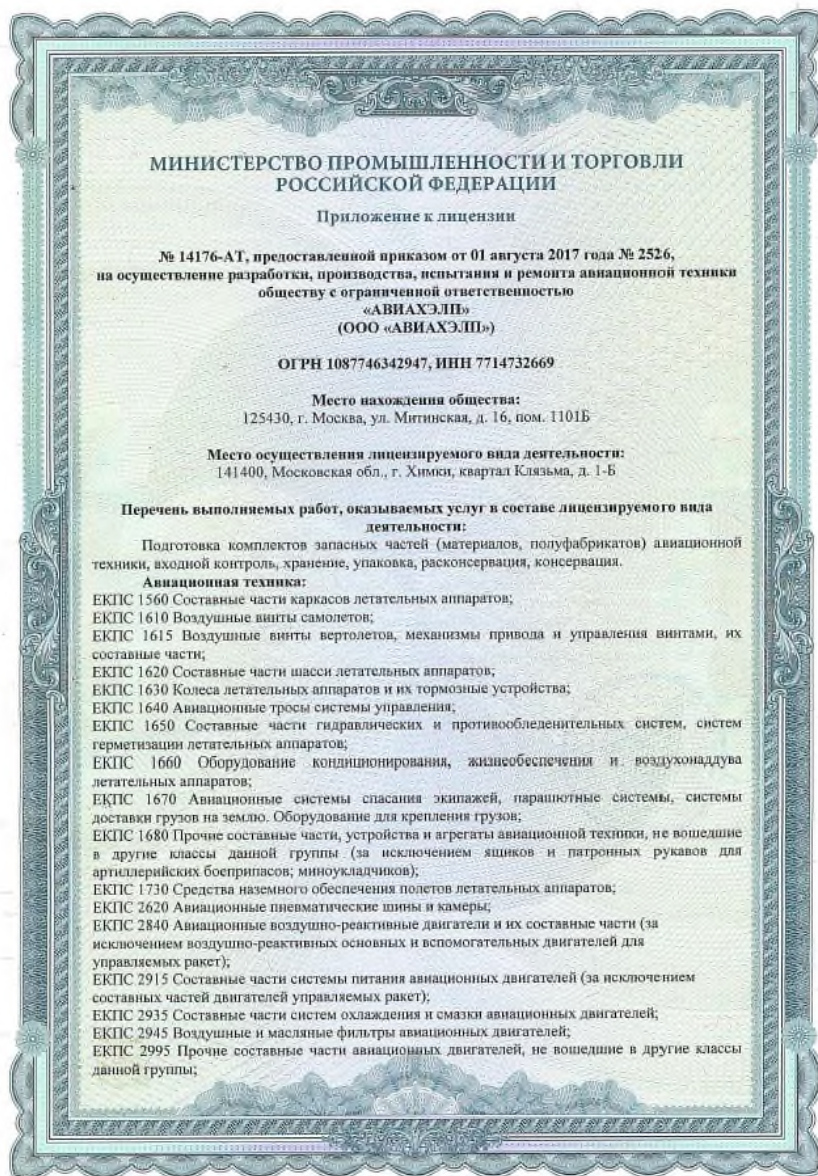 МИНИСТЕРСТВО ПРОМЫШЛЕННОСТИ И ТОРГОВЛИ
РОССИЙСКОЙ ФЕДЕРАЦИИ
Приложение к лицензии
№ 14176-АТ, предоставленной приказом от 01 августа 2017 года № 2526,
на осуществление разработки, производства, испытания и ремонта авиационной техники
обществу с ограниченной ответственностью
«АВИАХЭЛП»
(ООО «АВИАХЭЛП»)
ОГРН 1087746342947, ИНН 7714732669
Место нахождения общества:
125430, г. Москва, ул. Митинская, д. 16, пом. 1101Б
Место осуществления лицензируемого вида деятельности:
141400, Московская обл., г. Химки, квартал Клязьма, д. 1-Б
Перечень выполняемых работ, оказываемых услуг в составе лицензируемого вида
деятельности:
Подготовка комплектов запасных частей (материалов, полуфабрикатов) авиационной
техники, входной контроль, хранение, упаковка, расконсервация, консервация.
Авиационная техника:
ЕКПС 1560 Составные части каркасов летательных аппаратов;
ЕКПС 1610 Воздушные винты самолетов;
ЕКПС 1615 Воздушные винты вертолетов, механизмы привода и управления винтами, их
составные части;
ЕКПС 1620 Составные части шасси летательных аппаратов;
ЕКПС 1630 Колеса летательных аппаратов и их тормозные устройства;
ЕКПС 1640 Авиационные тросы системы управления;
ЕКПС 1650 Составные части гидравлических и противообледенительных систем, систем
герметизации летательных аппаратов;
ЕКПС 1660 Оборудование кондиционирования, жизнеобеспечения и воздухонаддува
летательных аппаратов;
ЕКПС 1670 Авиационные системы спасания экипажей, парашютные системы, системы
доставки грузов на землю. Оборудование для крепления грузов;
ЕКПС 1680 Прочие составные части, устройства и агрегаты авиационной техники, не вошедшие
в другие классы данной группы (за исключением ящиков и патронных рукавов для
артиллерийских боеприпасов; миноукладчиков);
ЕКПС 1730 Средства наземного обеспечения полетов летательных аппаратов;
ЕКПС 2620 Авиационные пневматические шины и камеры;
ЕКПС 2840 Авиационные воздушно-реактивные двигатели и их составные части (за
исключением воздушно-реактивных основных и вспомогательных двигателей для
управляемых ракет);
ЕКПС 2915 Составные части системы питания авиационных двигателей (за исключением
составных частей двигателей управляемых ракет);
ЕКПС 2935 Составные части систем охлаждения и смазки авиационных двигателей;
ЕКПС 2945 Воздушные и масляные фильтры авиационных двигателей;
ЕКПС 2995 Прочие составные части авиационных двигателей, не вошедшие в другие классы
данной группы;